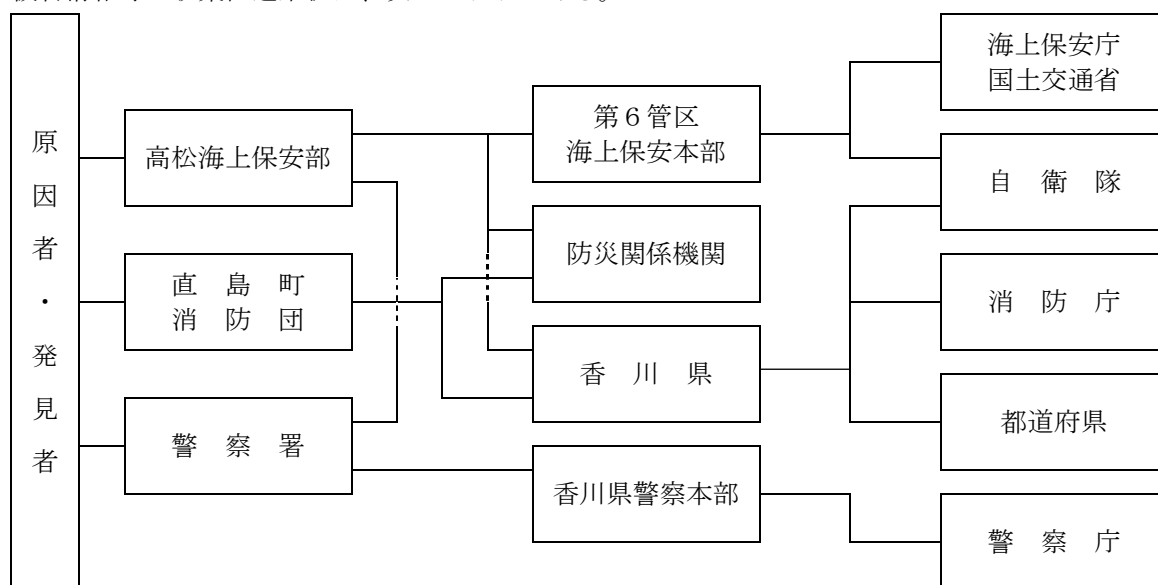 原因者・発見者
高松海上保安部
直島町
消防団
警察署
第6管区
海上保安本部
防災関係機関
香川県
香川県警察本部
海上保安庁
国土交通省
自衛隊
消防庁
都道府県
警察庁